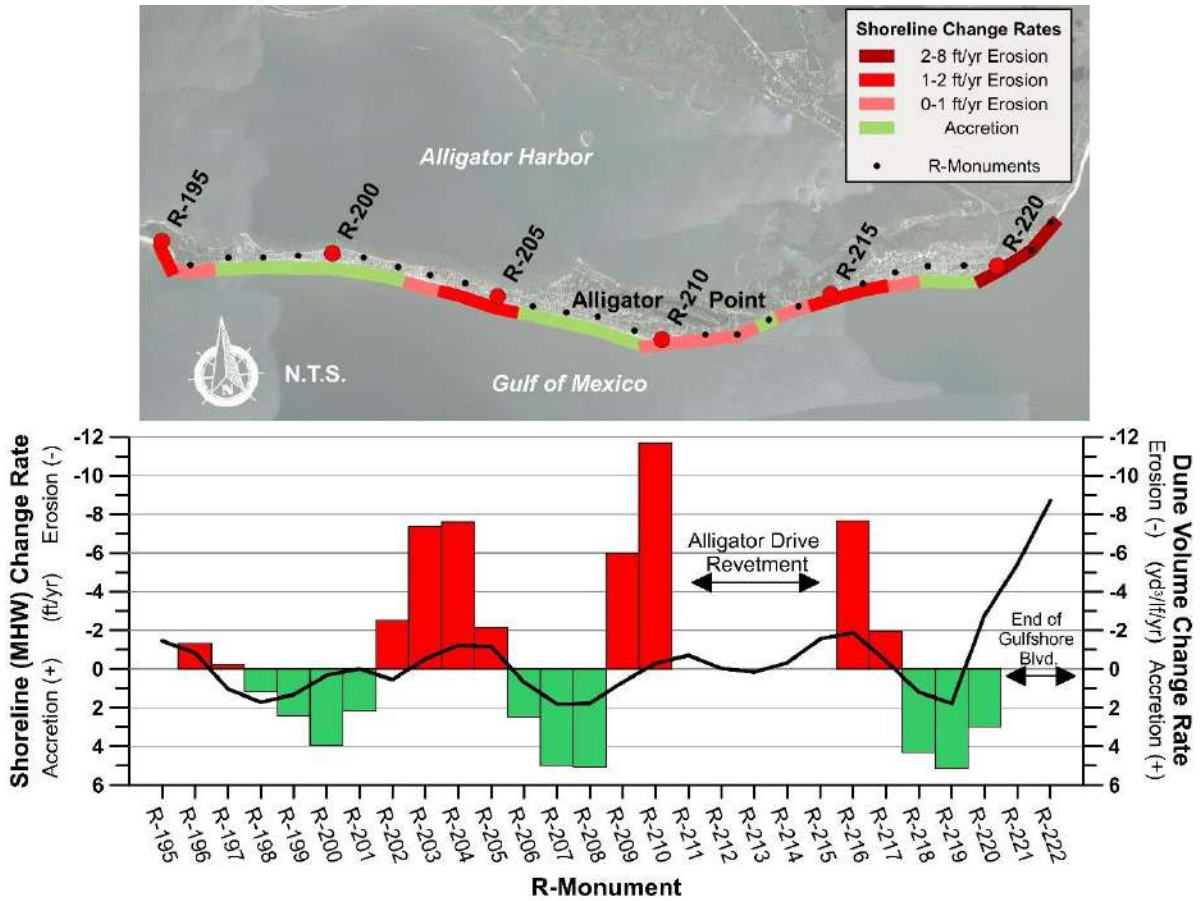 Shoreline Change Rates
2-8 ft/yr Erosion
1-2 ft/yr Erosion
0-1 ft/yr Erosion
Accretion
R-Monuments
Alligator Harbor
R-195
R-200
R-205
R-210
R-215
R-220
Alligator Point
N
N.T.S.
Gulf of Mexico
Shoreline (MHW) Change Rate
Accretion (+) (ft/yr) Erosion (-)
-12
-10
-8
-6
-4
-2
0
2
4
6
Alligator Drive
Revetment
End of
Gulfshore
Blvd.
-12
-10
-8
-6
-4
-2
0
2
4
6
Erosion (-) (yd³/lf/yr) Accretion (+)
Dune Volume Change Rate
R-195
R-196
R-197
R-198
R-199
R-200
R-201
R-202
R-203
R-204
R-205
R-206
R-207
R-208
R-209
R-210
R-211
R-212
R-213
R-214
R-215
R-216
R-217
R-218
R-219
R-220
R-221
R-222
R-Monument